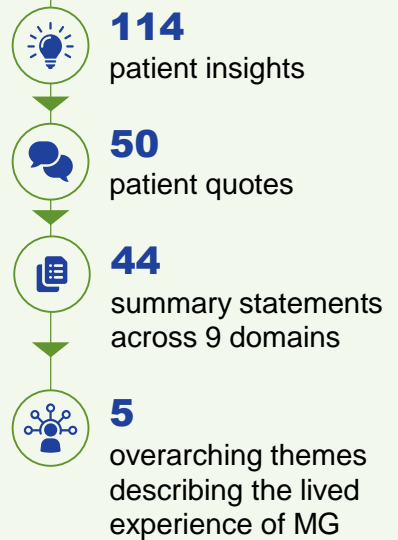 114
patient insights
50
patient quotes
44
summary statements
across 9 domains
5
overarching themes
describing the lived
experience of MG